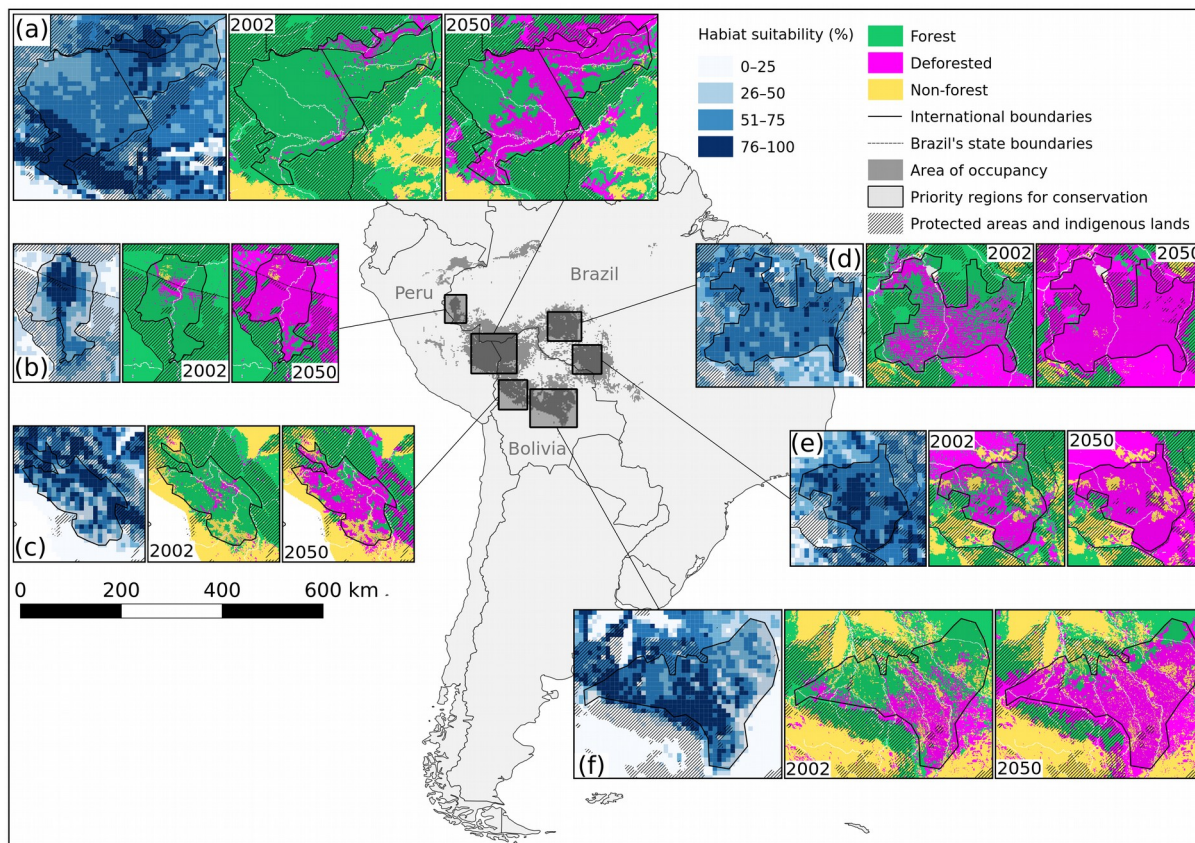 (a)
2002
2050
Habiat suitability (%)
0–25
26–50
51–75
76–100
Forest
Deforested
Non-forest
International boundaries
Brazil's state boundaries
Area of occupancy
Priority regions for conservation
Protected areas and indigenous lands
(b)
2002
2050
Peru
Brazil
Bolivia
(d)
2002
2050
(c)
2002
2050
(e)
2002
2050
0 200 400 600 km
(f)
2002
2050